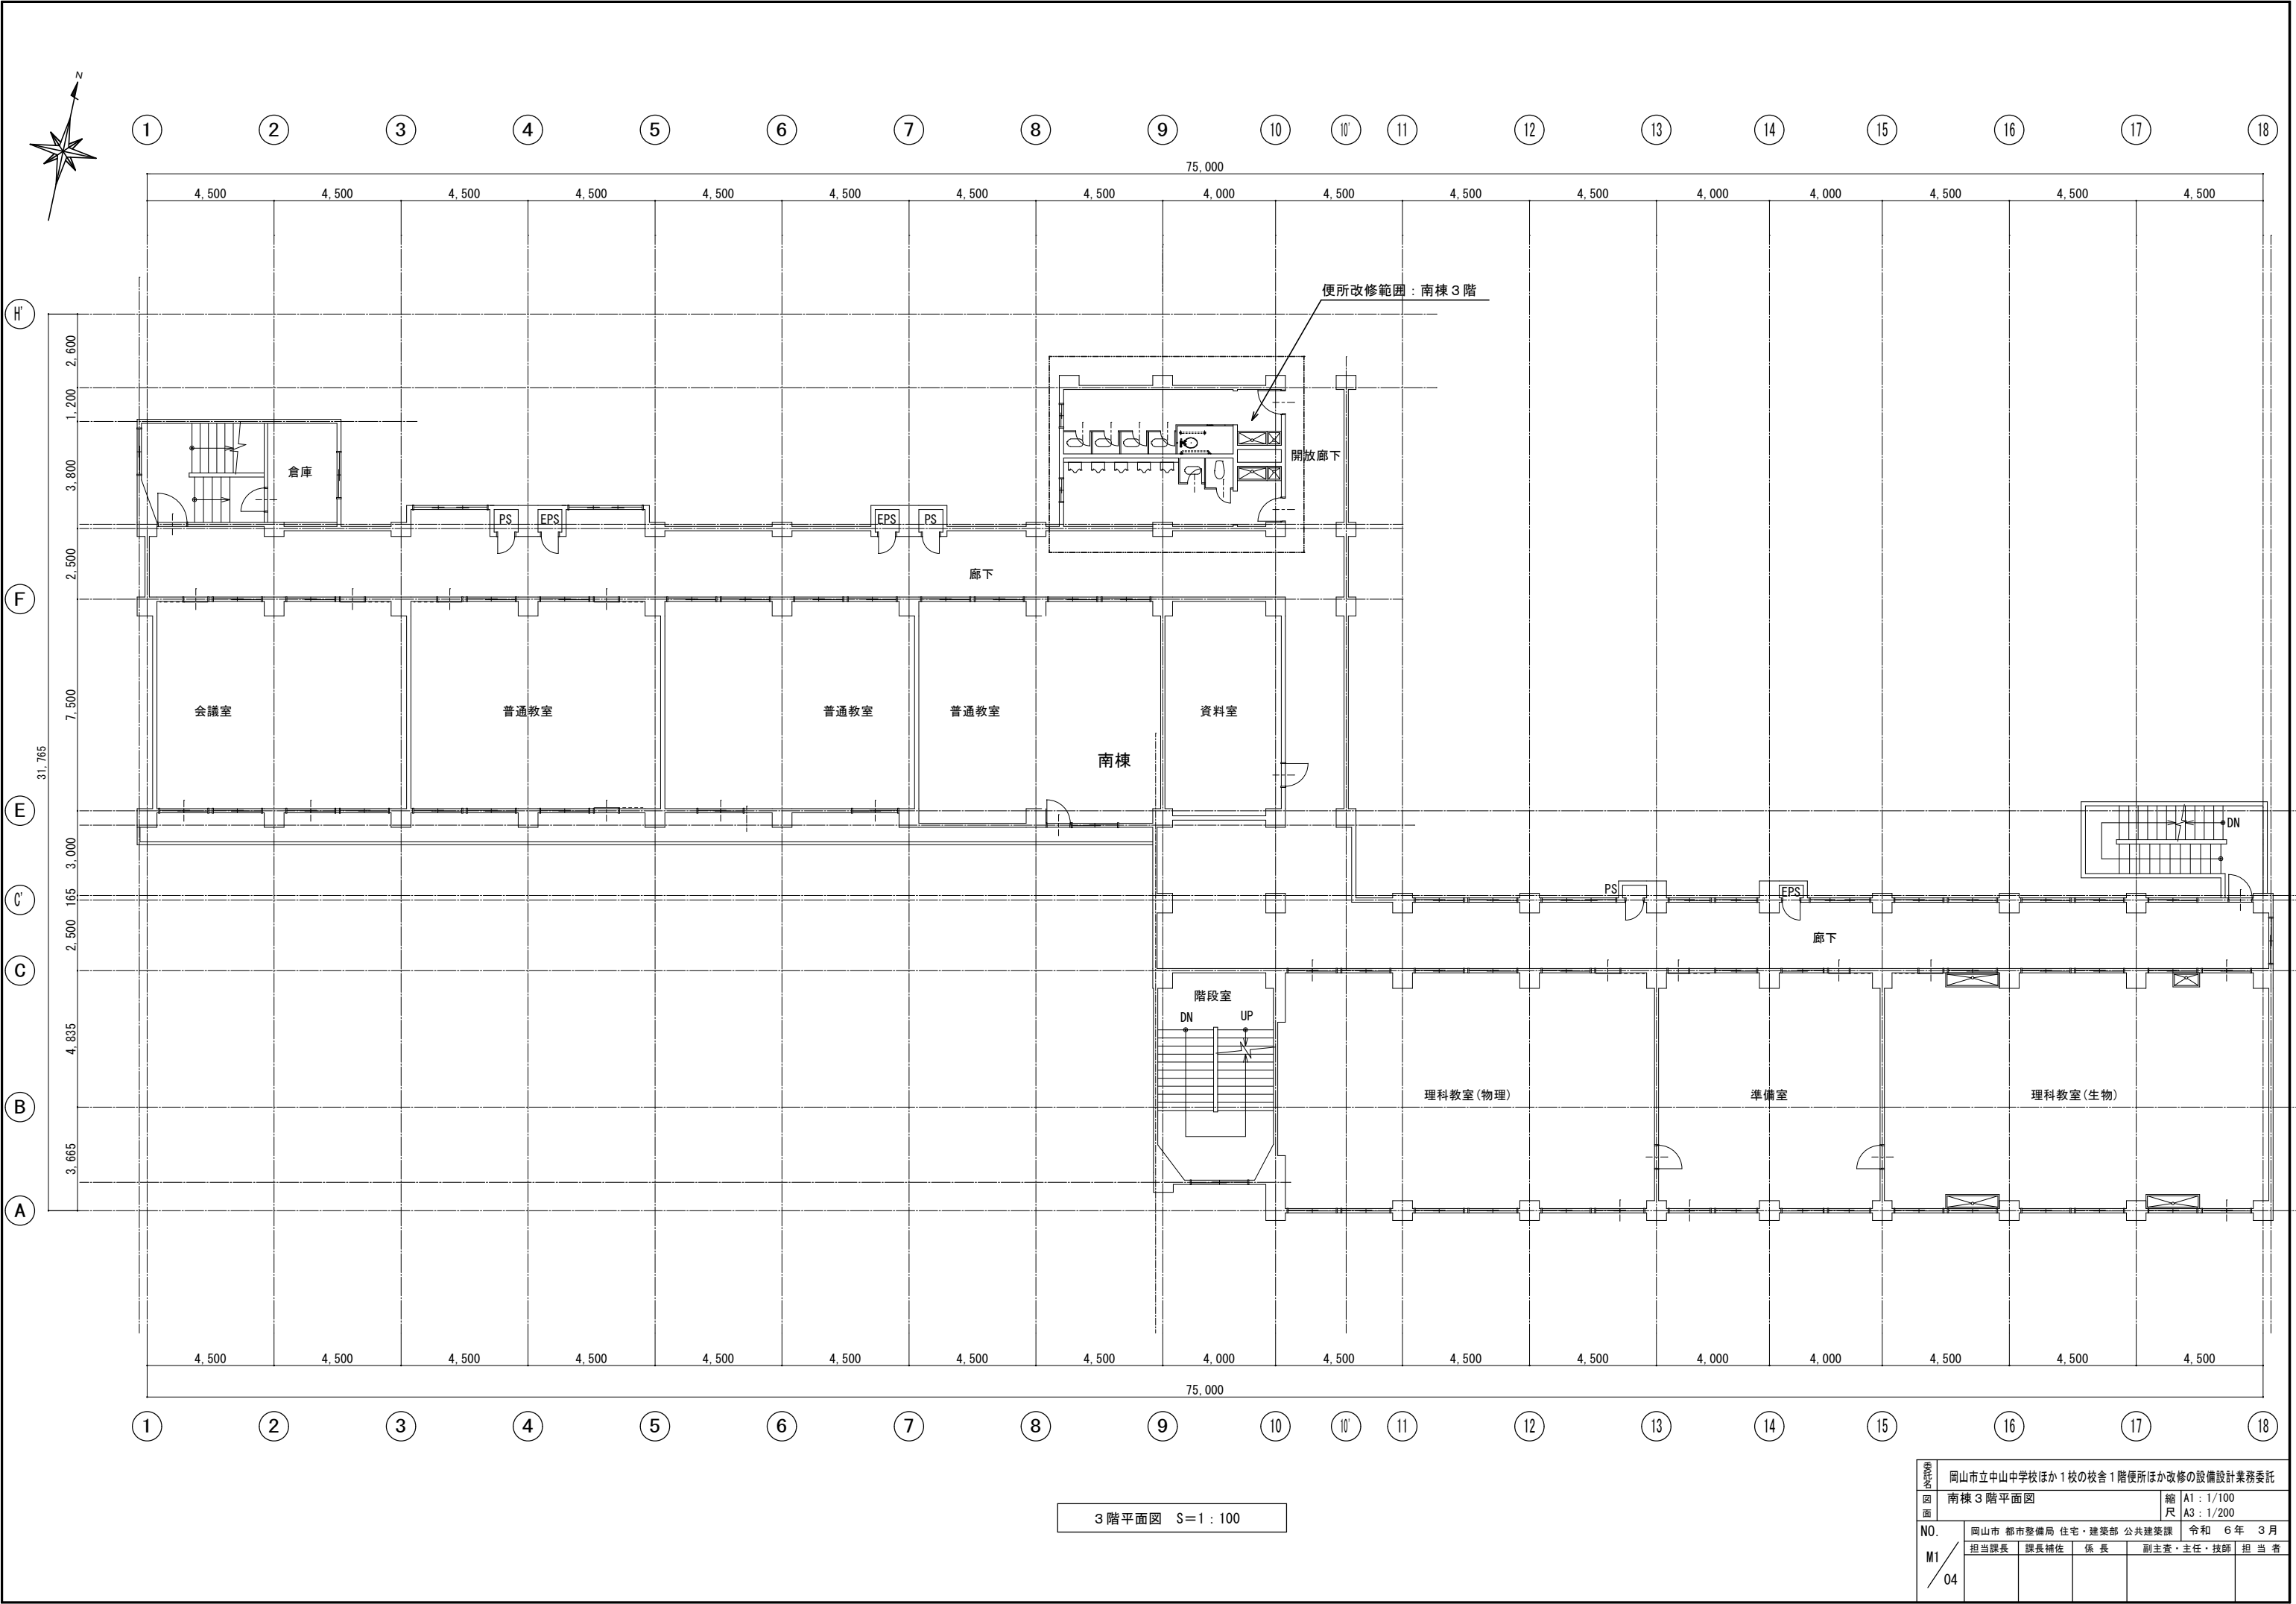 N
1 2 3 4 5 6 7 8 9 10 10' 11 12 13 14 15 16 17 18
75,000
4,500 4,500 4,500 4,500 4,500 4,500 4,500 4,500 4,000 4,500 4,500 4,500 4,000 4,000 4,500 4,500 4,500
便所改修範囲：南棟３階
H'
2,600
1,200
3,800
倉庫
開放廊下
PS EPS EPS PS
2,500
廊下
F
7,500
会議室 普通教室 普通教室 普通教室 資料室
南棟
31,765
E
DN
3,000
165
C'
PS EPS
2,500
廊下
C
階段室
DN UP
4,835
理科教室(物理) 準備室 理科教室(生物)
B
3,665
A
4,500 4,500 4,500 4,500 4,500 4,500 4,500 4,500 4,000 4,500 4,500 4,500 4,000 4,000 4,500 4,500 4,500
75,000
1 2 3 4 5 6 7 8 9 10 10' 11 12 13 14 15 16 17 18
３階平面図 S＝1：100
委託名 岡山市立中山中学校ほか１校の校舎１階便所ほか改修の設備設計業務委託
図面 南棟３階平面図 縮尺 A1：1/100
A3：1/200
NO. 岡山市 都市整備局 住宅・建築部 公共建築課 令和 ６年 ３月
担当課長 課長補佐 係 長 副主査・主任・技師 担 当 者
M1/04